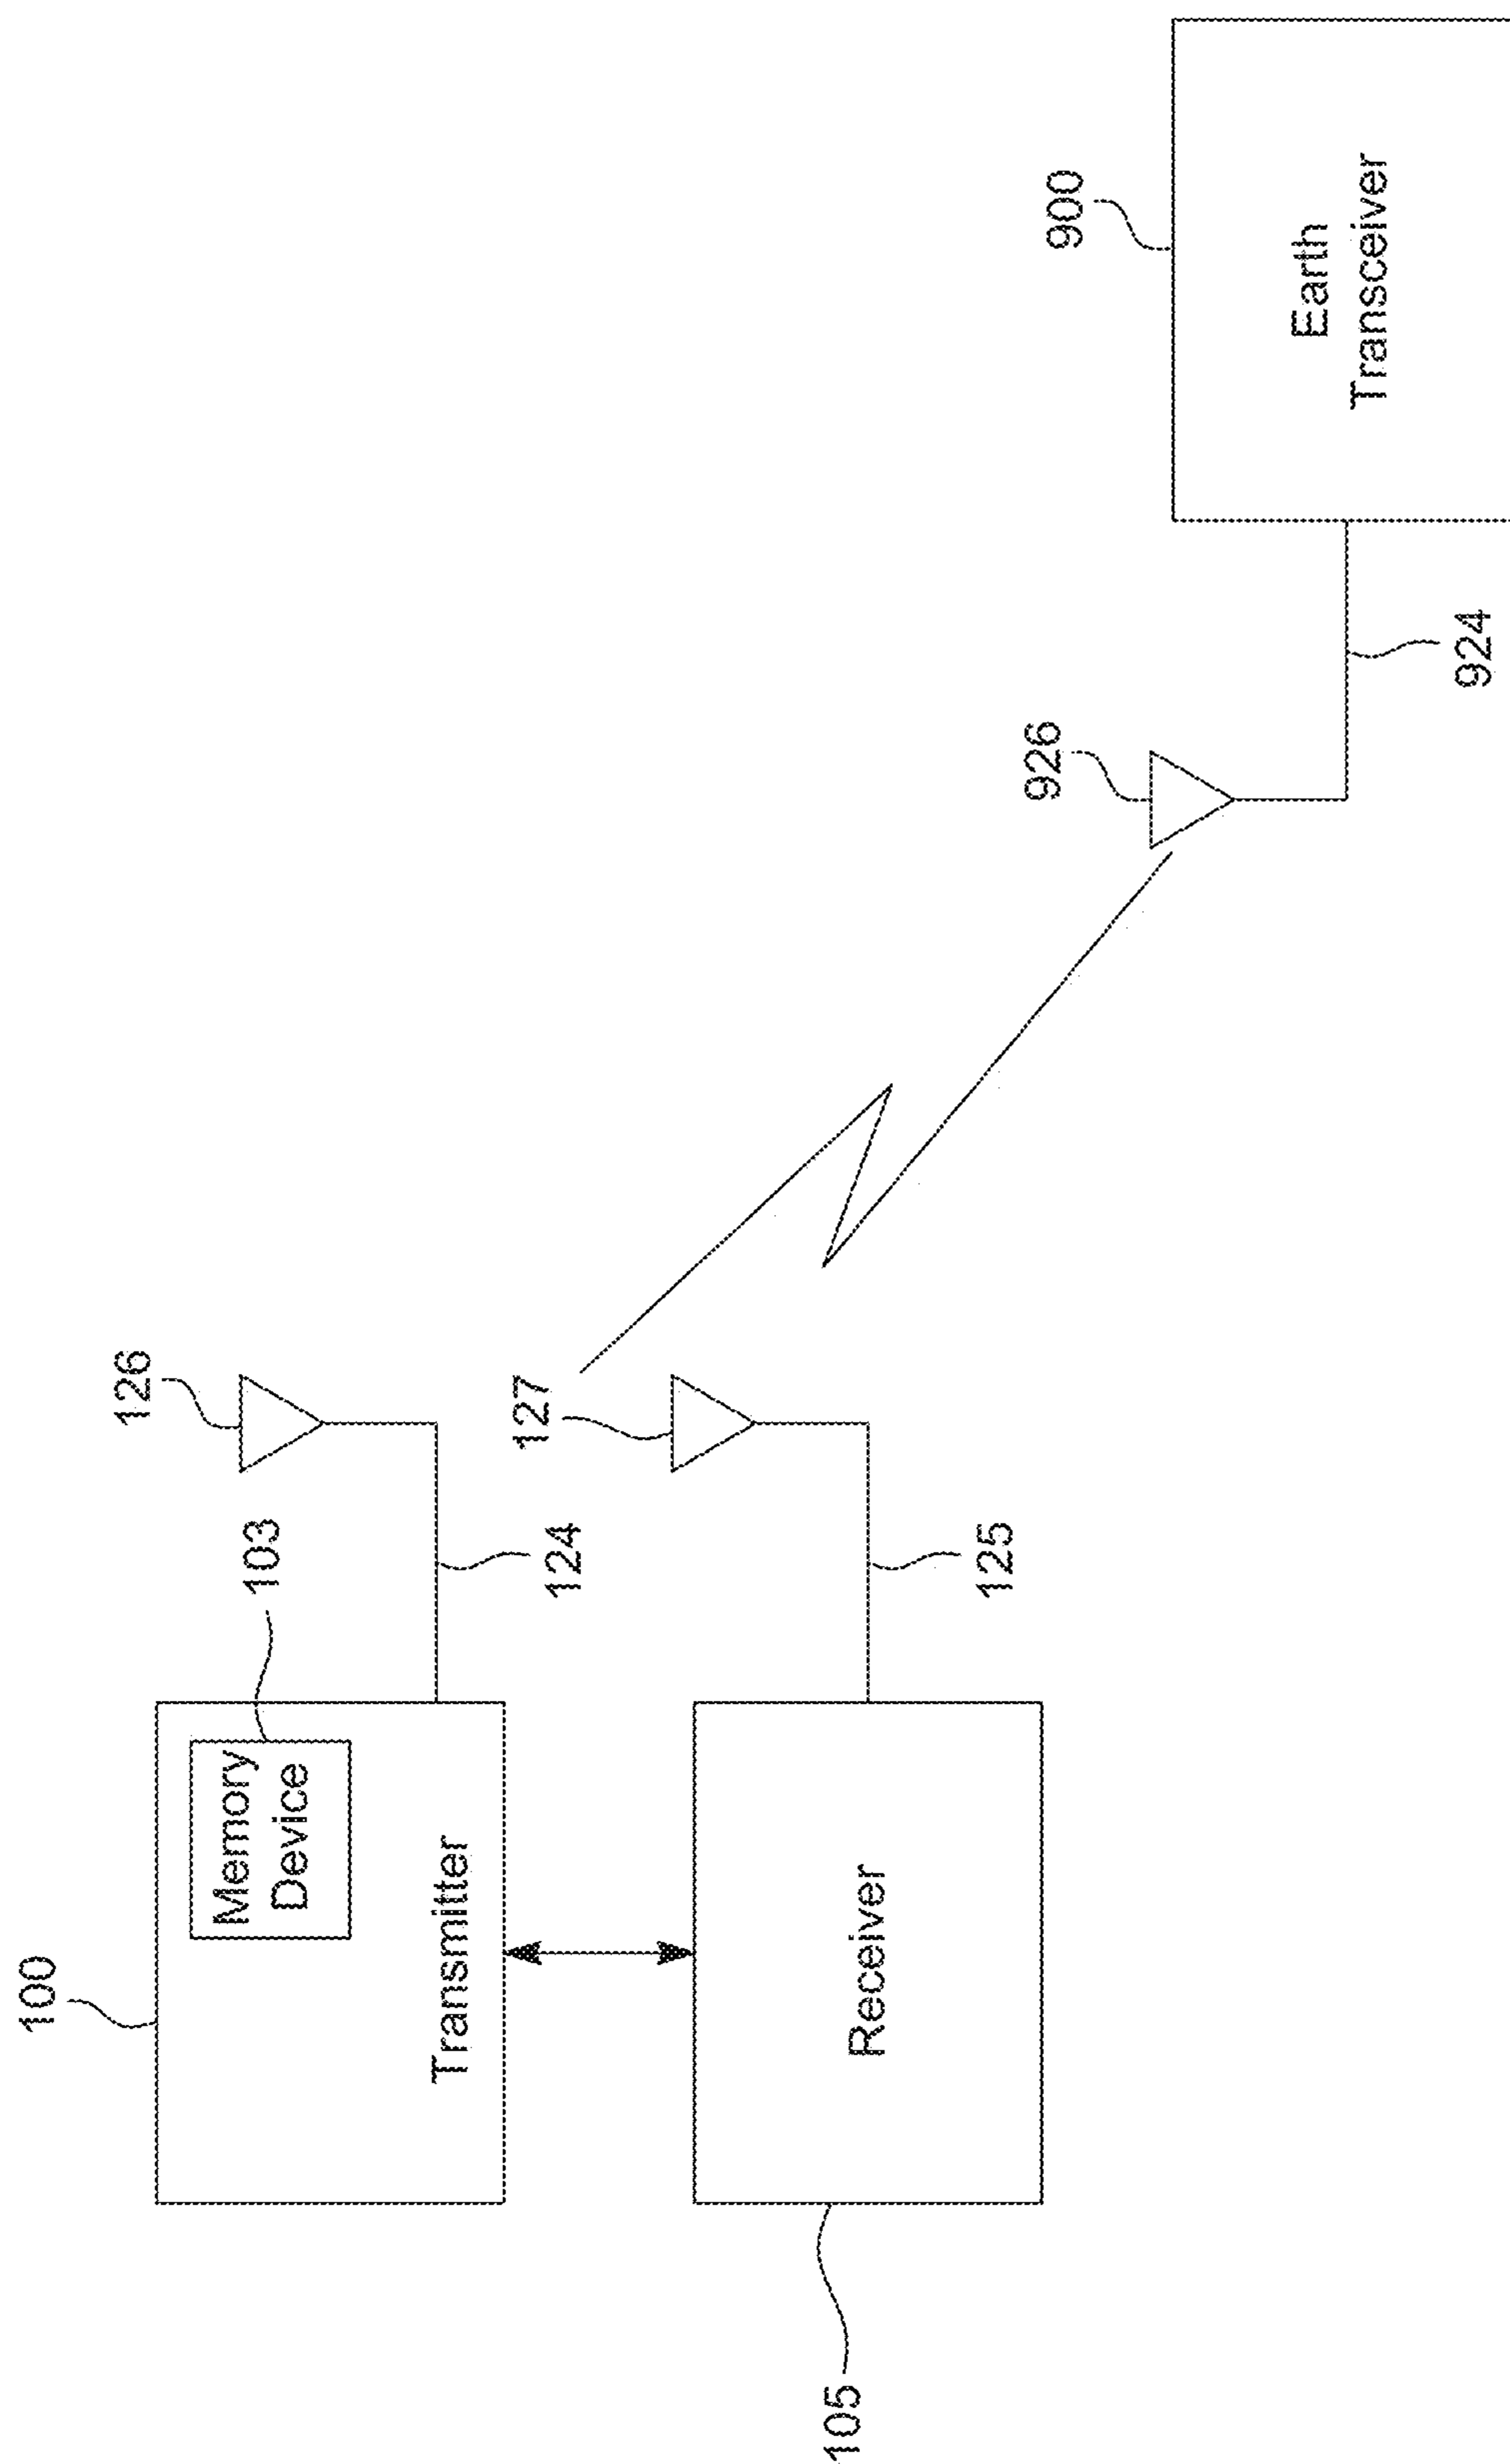 100
Memory
Device
103
126
Transmitter
124
127
Receiver
125
105
926
900
Earth
Transceiver
924